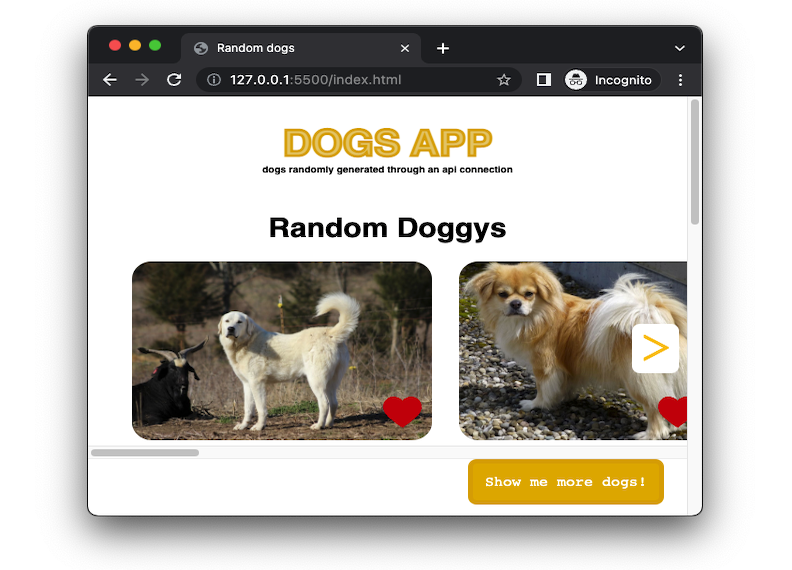 Random dogs
127.0.0.1:5500/index.html
Incognito
DOGS APP
dogs randomly generated through an api connection
Random Doggys
Show me more dogs!